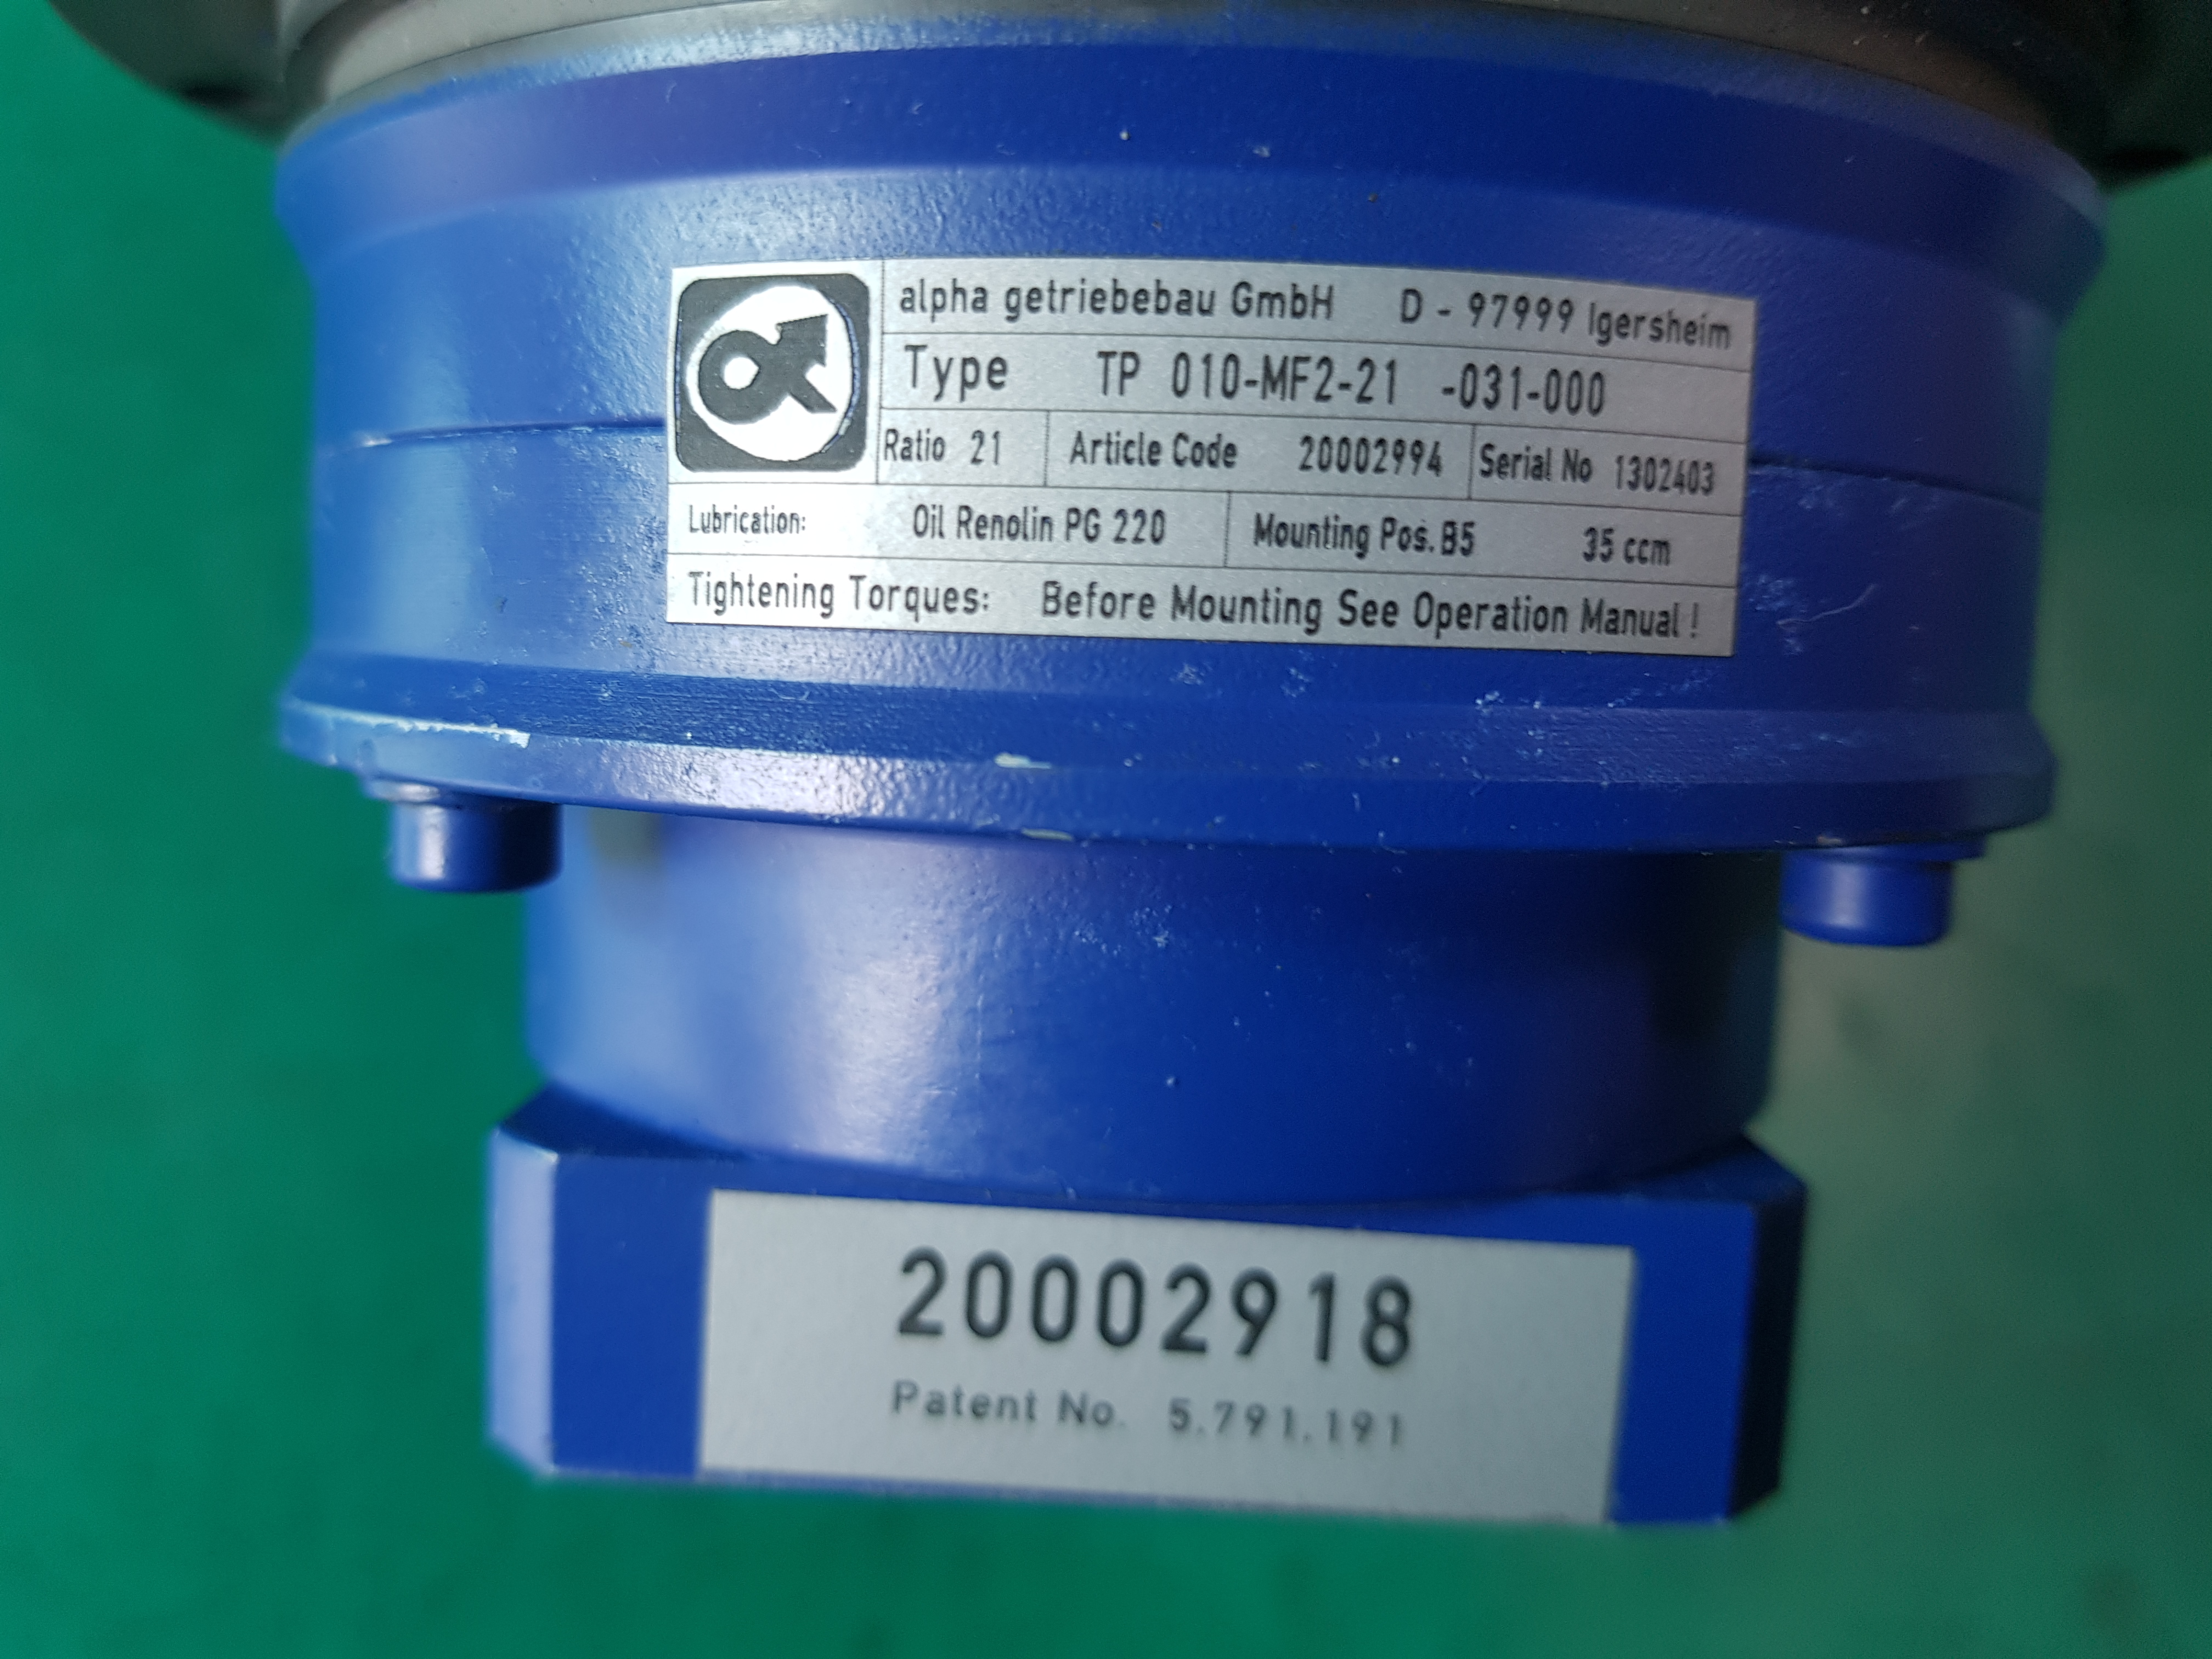 alpha getriebebau GmbH D - 97999 Igersheim
Type TP 010-MF2-21 -031-000
Ratio 21 Article Code 20002994 Serial No 1302403
Lubrication: Oil Renolin PG 220 Mounting Pos. B5 35 ccm
Tightening Torques: Before Mounting See Operation Manual !
20002918
Patent No. 5.791.191